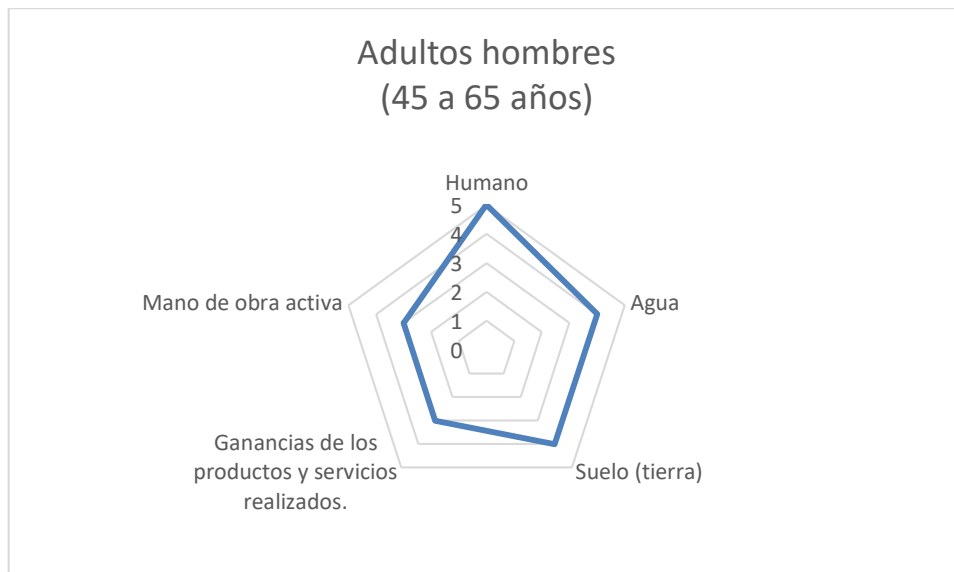 Adultos hombres
(45 a 65 años)
Humano
5
4
3
2
1
0
Agua
Suelo (tierra)
Ganancias de los
productos y servicios
realizados.
Mano de obra activa